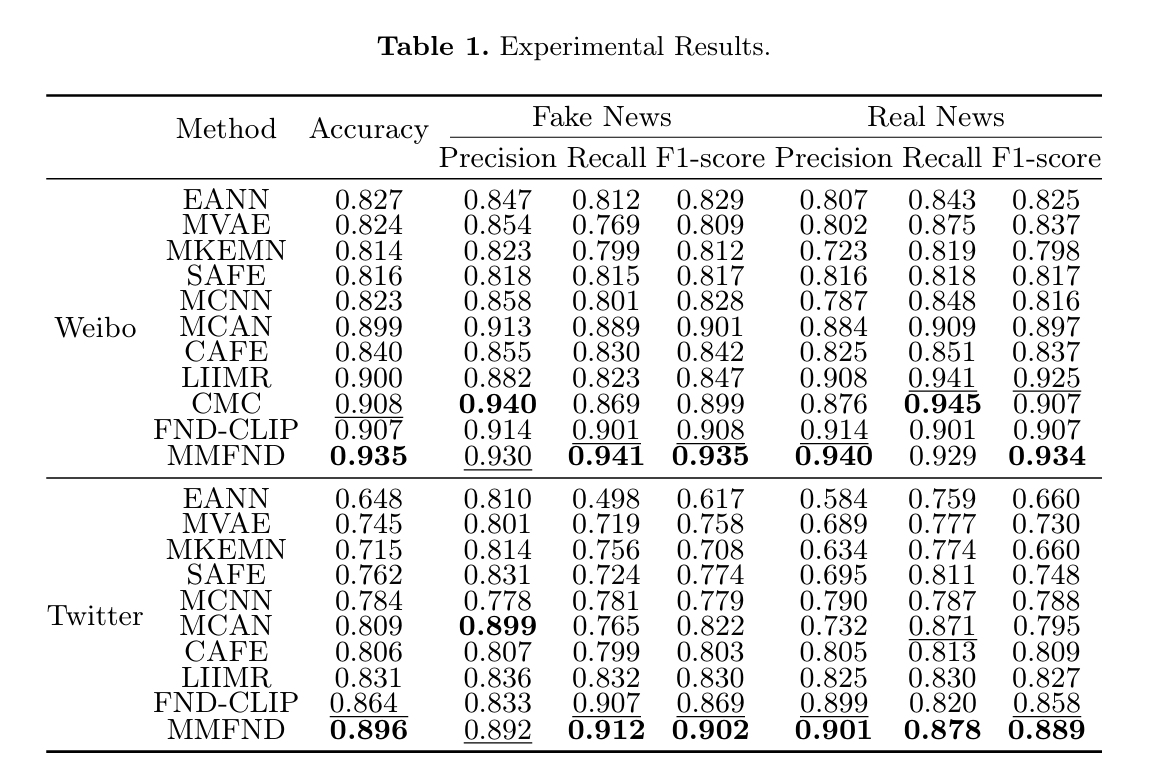 Table 1. Experimental Results.
Method Accuracy Fake News Real News
Precision Recall F1-score Precision Recall F1-score
EANN 0.827 0.847 0.812 0.829 0.807 0.843 0.825
MVAE 0.824 0.854 0.769 0.809 0.802 0.875 0.837
MKEMN 0.814 0.823 0.799 0.812 0.723 0.819 0.798
SAFE 0.816 0.818 0.815 0.817 0.816 0.818 0.817
MCNN 0.823 0.858 0.801 0.828 0.787 0.848 0.816
Weibo MCAN 0.899 0.913 0.889 0.901 0.884 0.909 0.897
CAFE 0.840 0.855 0.830 0.842 0.825 0.851 0.837
LIIMR 0.900 0.882 0.823 0.847 0.908 0.941 0.925
CMC 0.908 0.940 0.869 0.899 0.876 0.945 0.907
FND-CLIP 0.907 0.914 0.901 0.908 0.914 0.901 0.907
MMFND 0.935 0.930 0.941 0.935 0.940 0.929 0.934
EANN 0.648 0.810 0.498 0.617 0.584 0.759 0.660
MVAE 0.745 0.801 0.719 0.758 0.689 0.777 0.730
MKEMN 0.715 0.814 0.756 0.708 0.634 0.774 0.660
SAFE 0.762 0.831 0.724 0.774 0.695 0.811 0.748
MCNN 0.784 0.778 0.781 0.779 0.790 0.787 0.788
Twitter MCAN 0.809 0.899 0.765 0.822 0.732 0.871 0.795
CAFE 0.806 0.807 0.799 0.803 0.805 0.813 0.809
LIIMR 0.831 0.836 0.832 0.830 0.825 0.830 0.827
FND-CLIP 0.864 0.833 0.907 0.869 0.899 0.820 0.858
MMFND 0.896 0.892 0.912 0.902 0.901 0.878 0.889